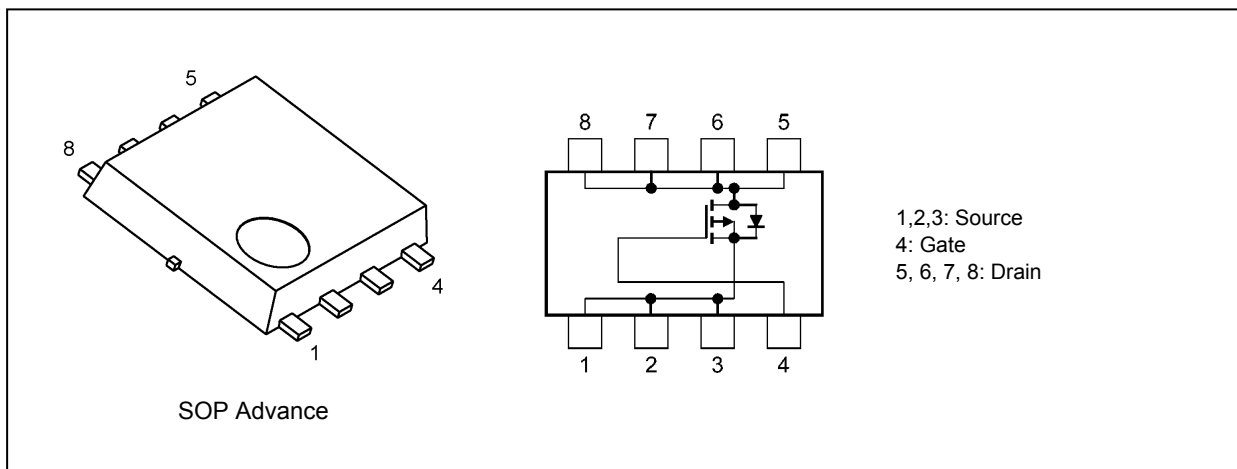 5
8
4
1
SOP Advance
8 7 6 5
1 2 3 4
1,2,3: Source
4: Gate
5, 6, 7, 8: Drain